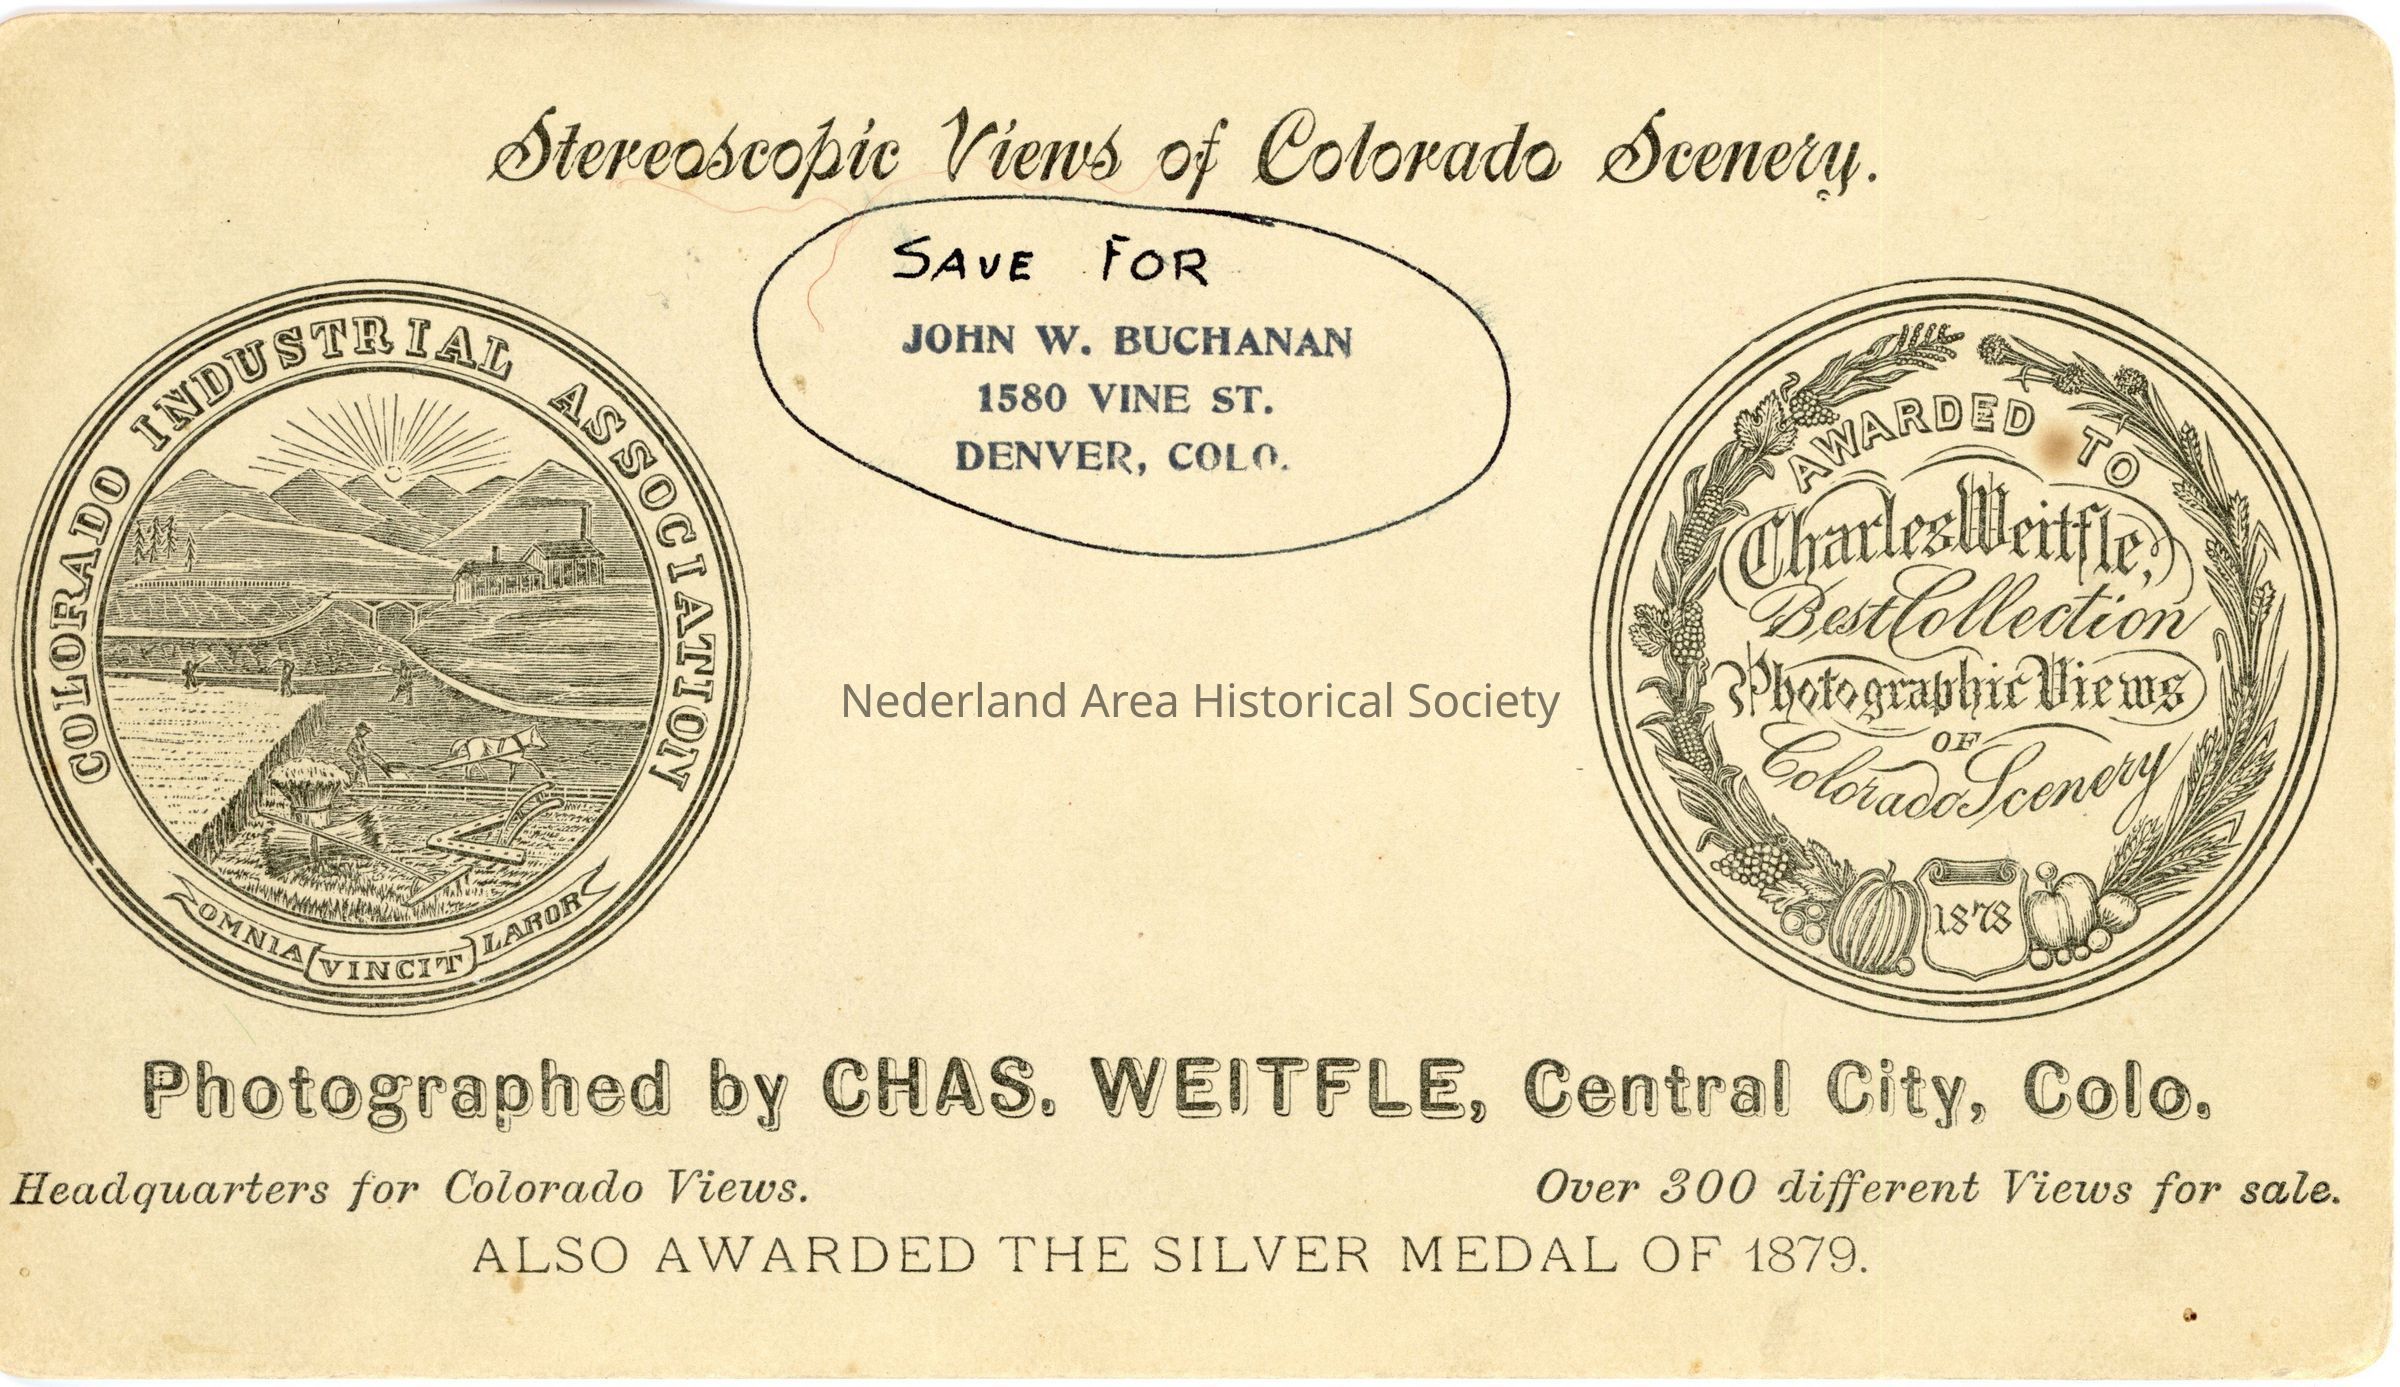 Stereoscopic Views of Colorado Scenery.
SAVE FOR
JOHN W. BUCHANAN
1580 VINE ST.
DENVER, COLO.
COLORADO INDUSTRIAL ASSOCIATION
OMNIA VINCIT LABOR
AWARDED TO
Charles Weitfle,
Best Collection
Photographic Views
OF
Colorado Scenery
1878
Nederland Area Historical Society
Photographed by CHAS. WEITFLE, Central City, Colo.
Headquarters for Colorado Views.
Over 300 different Views for sale.
ALSO AWARDED THE SILVER MEDAL OF 1879.